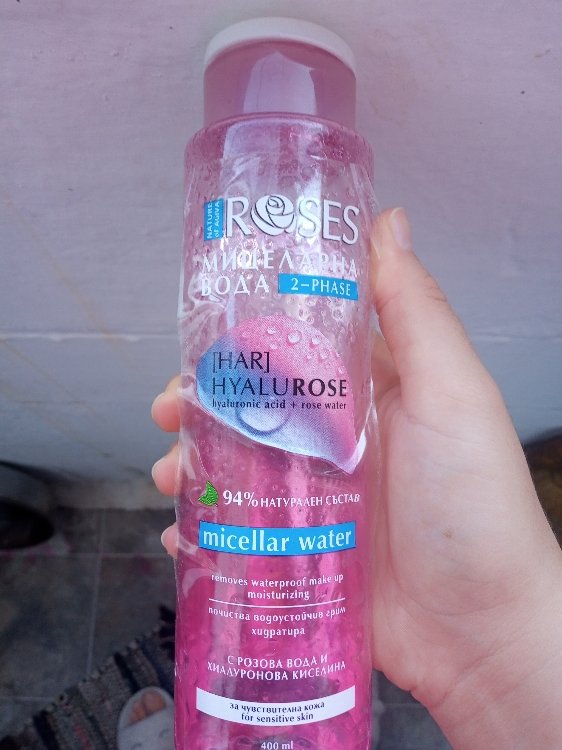 NATURE of AGIVA
ROSES
МИЦЕЛАРНА
ВОДА 2-PHASE
[HAR]
HYALUROSE
hyaluronic acid + rose water
94% НАТУРАЛЕН СЪСТАВ
micellar water
removes waterproof make up
moisturizing
почиства водоустойчив грим
хидратира
С РОЗОВА ВОДА И
ХИАЛУРОНОВА КИСЕЛИНА
за чувствителна кожа
for sensitive skin
400 ml